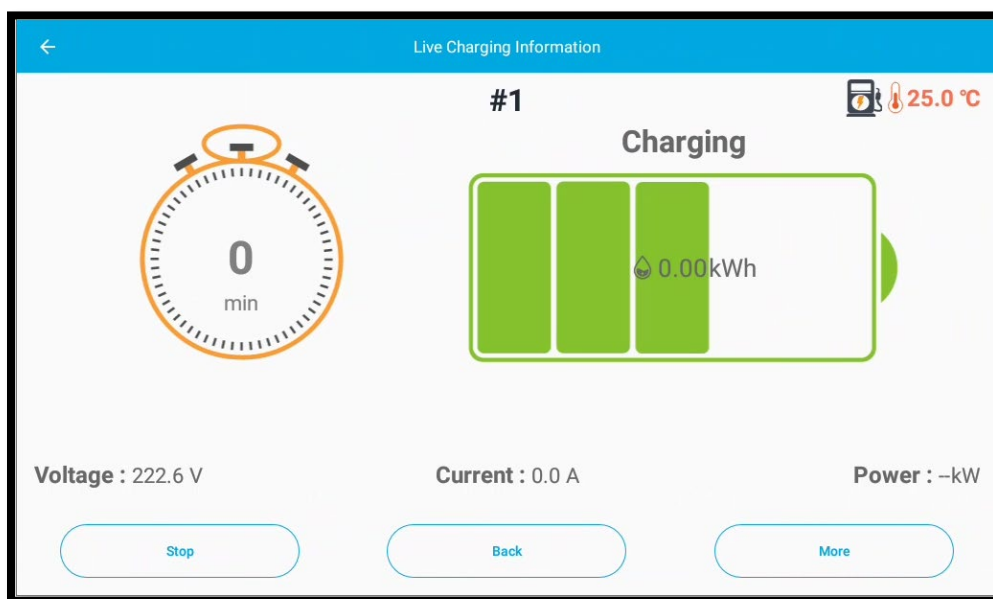 Live Charging Information
#1
25.0 ℃
Charging
0
min
0.00kWh
Voltage : 222.6 V
Current : 0.0 A
Power : --kW
Stop
Back
More